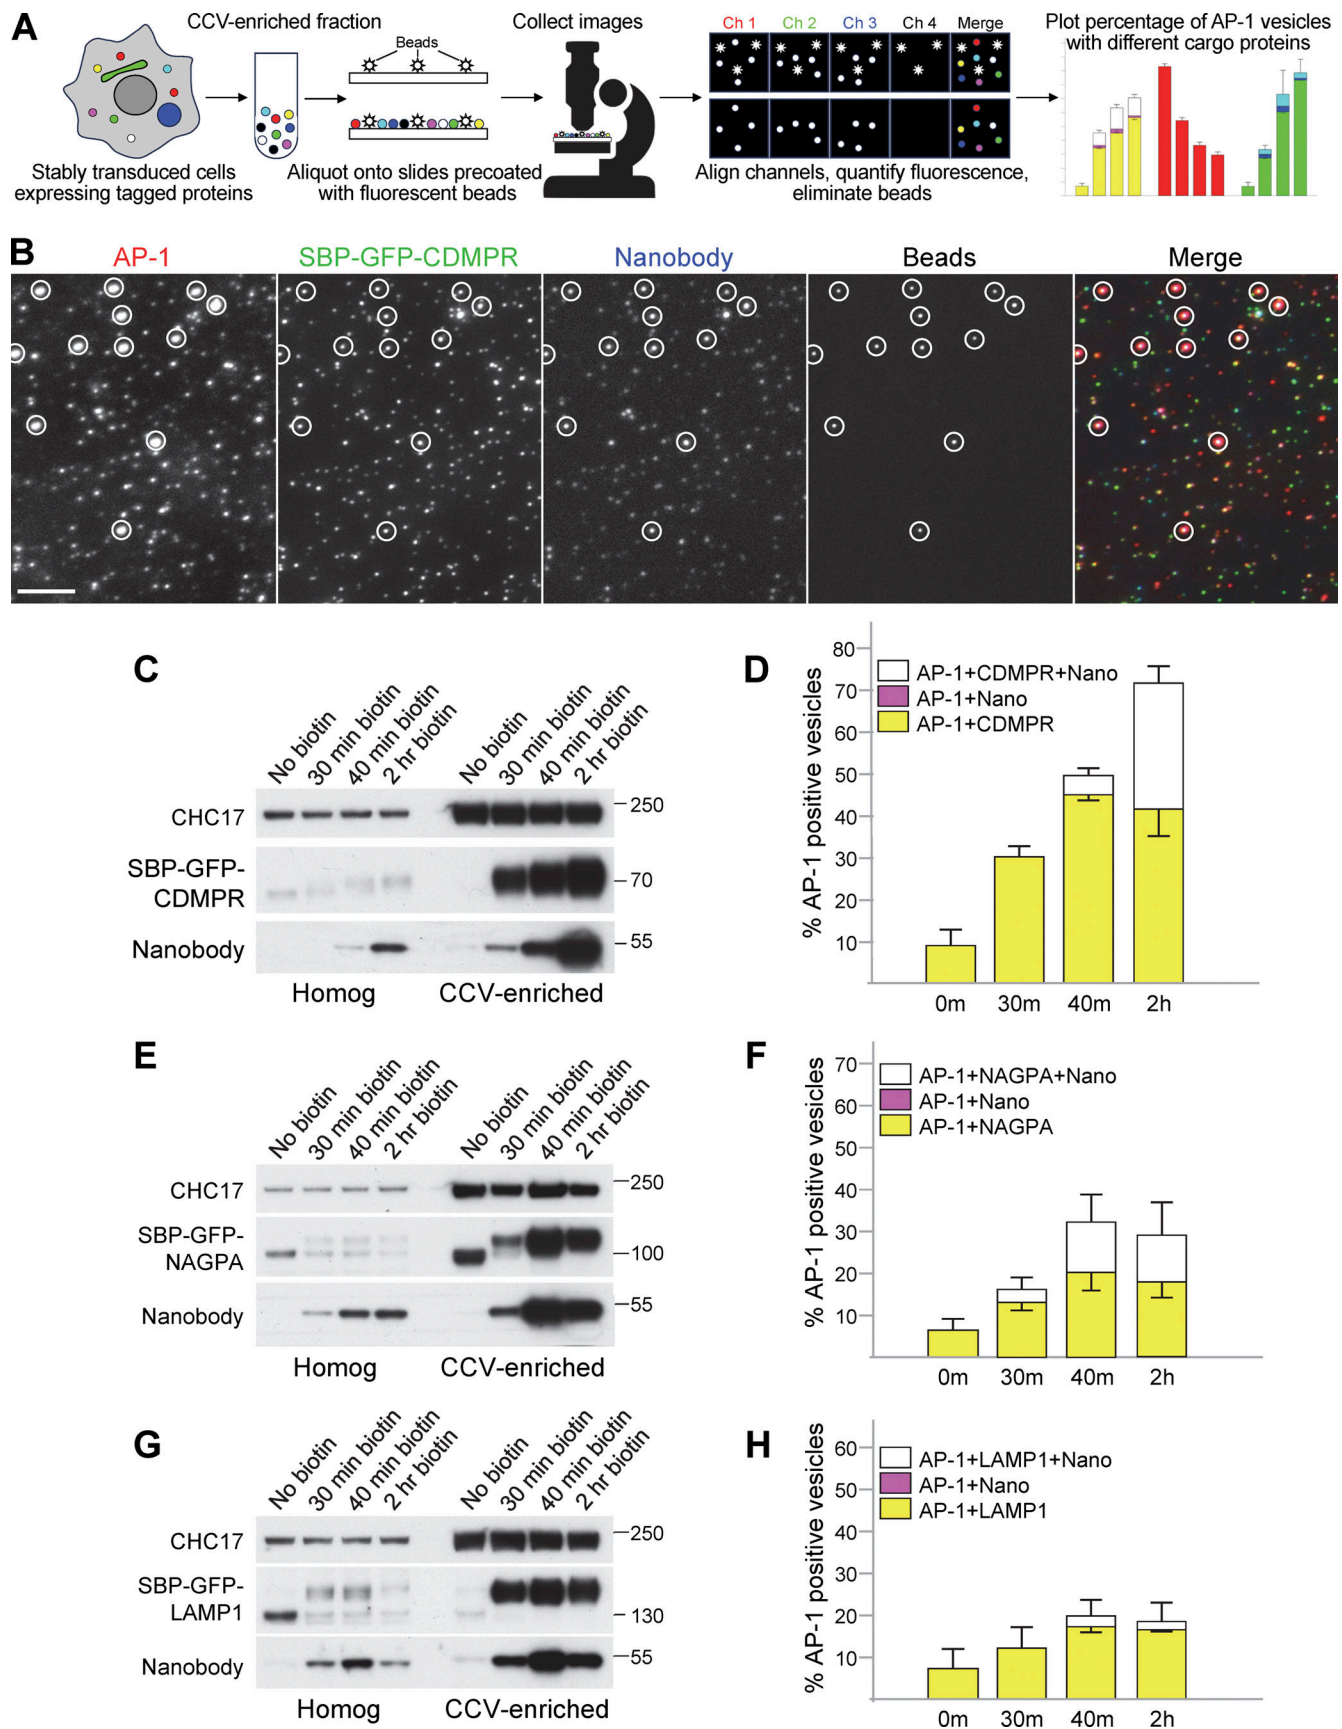 A
CCV-enriched fraction
Beads
Stably transduced cells
expressing tagged proteins
Aliquot onto slides precoated
with fluorescent beads
Collect images
Ch 1 Ch 2 Ch 3 Ch 4 Merge
Align channels, quantify fluorescence,
eliminate beads
Plot percentage of AP-1 vesicles
with different cargo proteins
B
AP-1
SBP-GFP-CDMPR
Nanobody
Beads
Merge
C
No biotin
30 min biotin
40 min biotin
2 hr biotin
No biotin
30 min biotin
40 min biotin
2 hr biotin
CHC17
250
SBP-GFP-
CDMPR
70
Nanobody
55
Homog
CCV-enriched
D
% AP-1 positive vesicles
80
70
60
50
40
30
20
10
AP-1+CDMPR+Nano
AP-1+Nano
AP-1+CDMPR
0m 30m 40m 2h
E
No biotin
30 min biotin
40 min biotin
2 hr biotin
No biotin
30 min biotin
40 min biotin
2 hr biotin
CHC17
250
SBP-GFP-
NAGPA
100
Nanobody
55
Homog
CCV-enriched
F
% AP-1 positive vesicles
70
60
50
40
30
20
10
AP-1+NAGPA+Nano
AP-1+Nano
AP-1+NAGPA
0m 30m 40m 2h
G
No biotin
30 min biotin
40 min biotin
2 hr biotin
No biotin
30 min biotin
40 min biotin
2 hr biotin
CHC17
250
SBP-GFP-
LAMP1
130
Nanobody
55
Homog
CCV-enriched
H
% AP-1 positive vesicles
60
50
40
30
20
10
AP-1+LAMP1+Nano
AP-1+Nano
AP-1+LAMP1
0m 30m 40m 2h